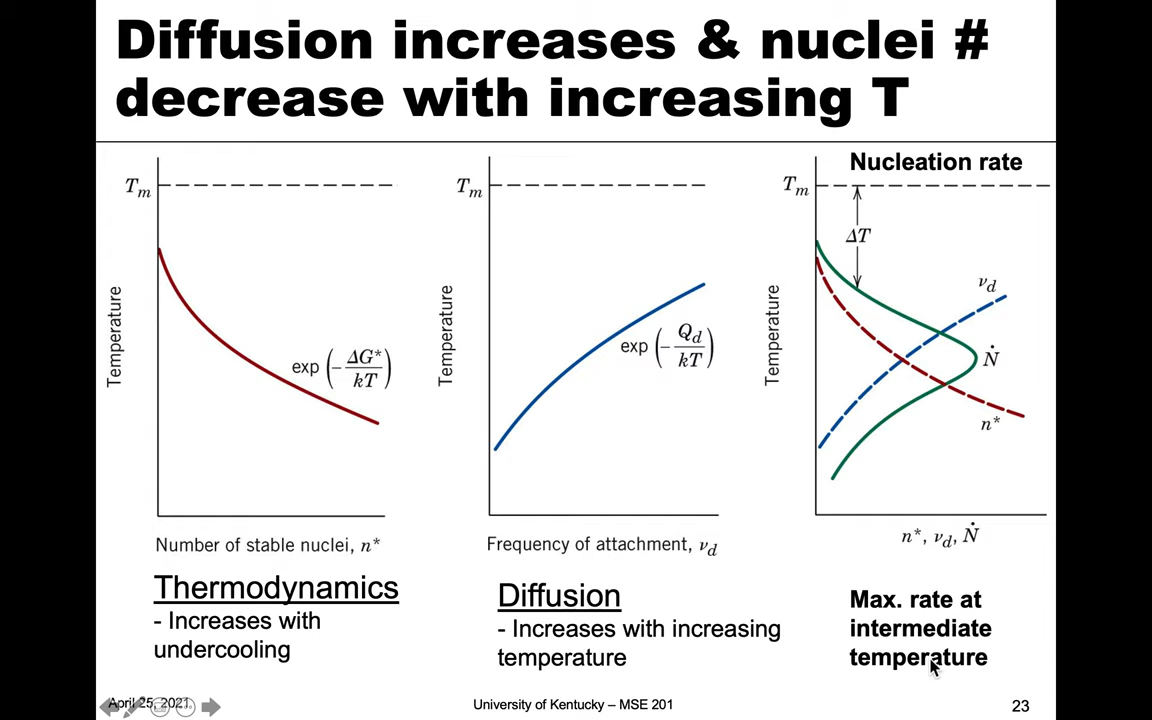 Diffusion increases & nuclei #
decrease with increasing T
Tm
Temperature
exp (−ΔG*/kT)
Number of stable nuclei, n*
Thermodynamics
- Increases with
undercooling
Tm
Temperature
exp (−Qd/kT)
Frequency of attachment, νd
Diffusion
- Increases with increasing
temperature
Nucleation rate
Tm
ΔT
Temperature
νd
Ṅ
n*
n*, νd, Ṅ
Max. rate at
intermediate
temperature
April 25, 2021
University of Kentucky – MSE 201
23